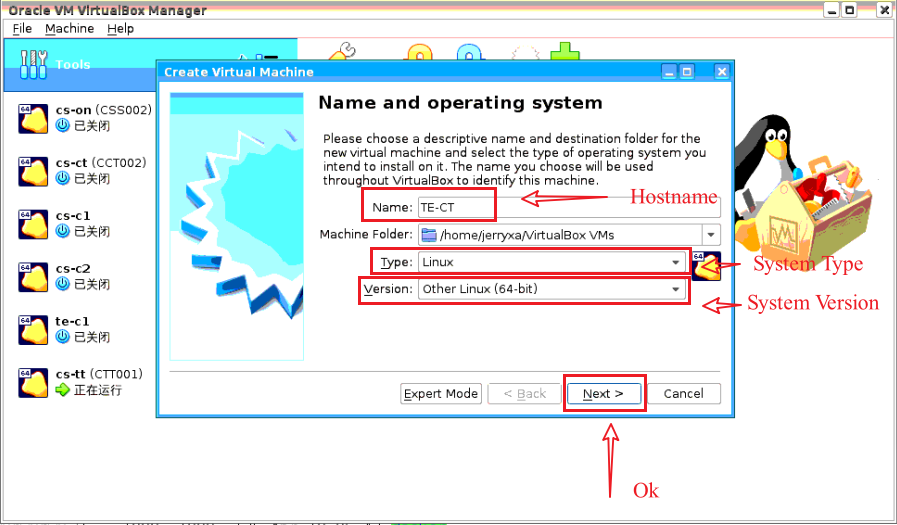 Oracle VM VirtualBox Manager
File Machine Help
Tools
Create Virtual Machine
Name and operating system
Please choose a descriptive name and destination folder for the
new virtual machine and select the type of operating system you
intend to install on it. The name you choose will be used
throughout VirtualBox to identify this machine.
Name: TE-CT
Hostname
Machine Folder: /home/jerryxa/VirtualBox VMs
Type: Linux
64
System Type
Version: Other Linux (64-bit)
System Version
Expert Mode < Back Next > Cancel
Ok
64
cs-on (CSS002)
已关闭
64
cs-ct (CCT002)
已关闭
64
cs-c1
已关闭
64
cs-c2
已关闭
64
te-c1
已关闭
64
cs-tt (CTT001)
正在运行
VM